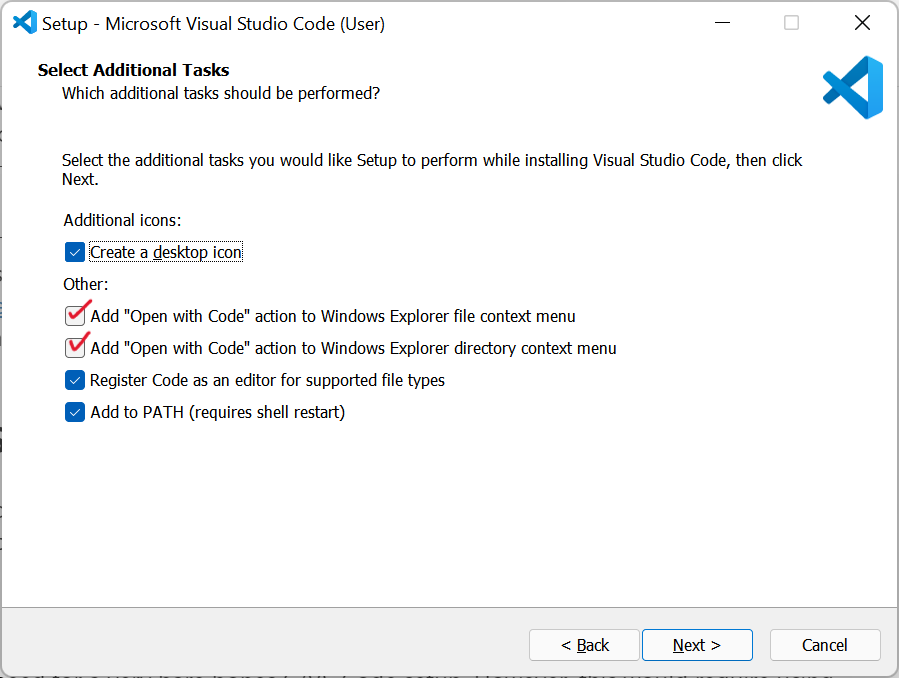 Setup - Microsoft Visual Studio Code (User)
Select Additional Tasks
Which additional tasks should be performed?
Select the additional tasks you would like Setup to perform while installing Visual Studio Code, then click
Next.
Additional icons:
Create a desktop icon
Other:
Add "Open with Code" action to Windows Explorer file context menu
Add "Open with Code" action to Windows Explorer directory context menu
Register Code as an editor for supported file types
Add to PATH (requires shell restart)
< Back
Next >
Cancel